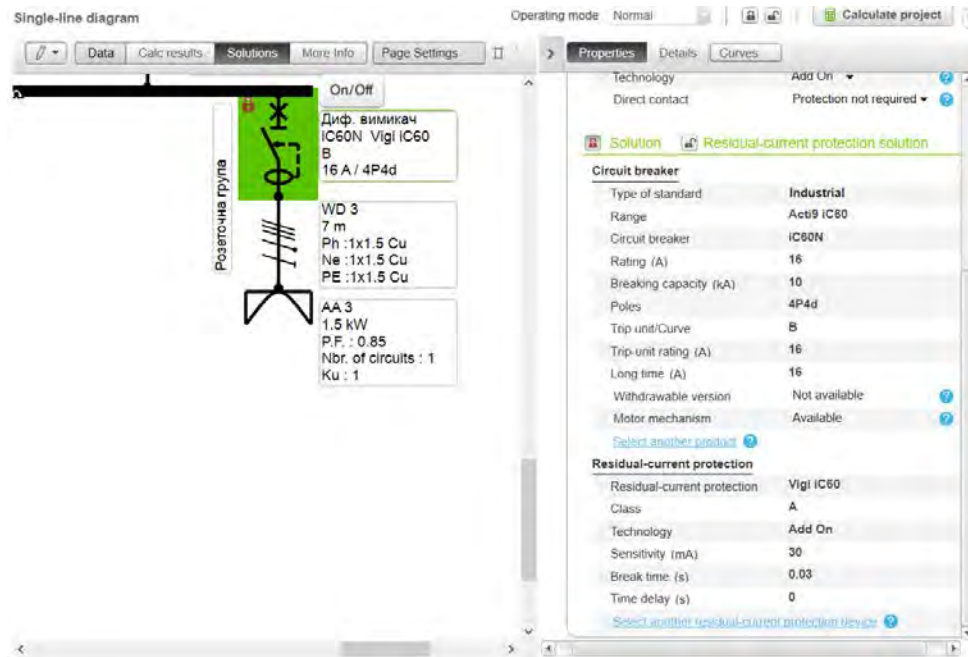 Single-line diagram
Operating mode Normal
Calculate project
Data
Calc results
Solutions
More Info
Page Settings
On/Off
Диф. вимикач
iC60N Vigi iC60
B
16 A / 4P4d
Розеточна група
WD 3
7 m
Ph :1x1.5 Cu
Ne :1x1.5 Cu
PE :1x1.5 Cu
AA 3
1.5 kW
P.F. : 0.85
Nbr. of circuits : 1
Ku : 1
Properties
Details
Curves
Technology Add On
Direct contact Protection not required
Solution Residual-current protection solution
Circuit breaker
Type of standard Industrial
Range Acti9 iC60
Circuit breaker iC60N
Rating (A) 16
Breaking capacity (kA) 10
Poles 4P4d
Trip unit/Curve B
Trip-unit rating (A) 16
Long time (A) 16
Withdrawable version Not available ?
Motor mechanism Available ?
Select another product ?
Residual-current protection
Residual-current protection Vigi iC60
Class A
Technology Add On
Sensitivity (mA) 30
Break time (s) 0.03
Time delay (s) 0
Select another residual-current protection device ?